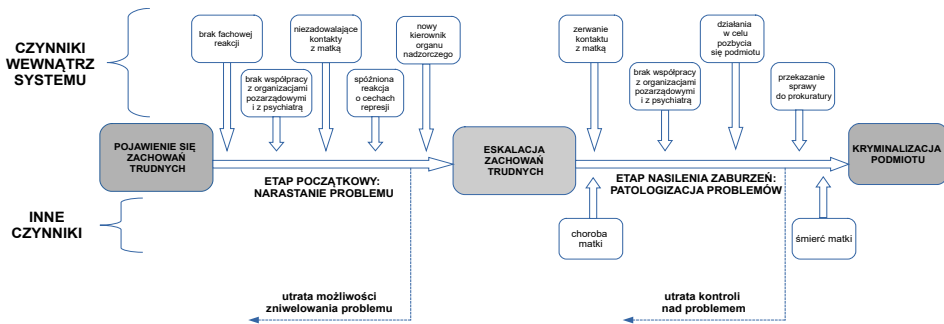 CZYNNIKI
WEWNĄTRZ
SYSTEMU
brak fachowej
reakcji
brak współpracy
z organizacjami
pozarządowymi
i z psychiatrą
niezadowalające
kontakty
z matką
spóźniona
reakcja
o cechach
represji
nowy
kierownik
organu
nadzorczego
zerwanie
kontaktu
z matką
brak współpracy
z organizacjami
pozarządowymi
i z psychiatrą
działania
w celu
pozbycia
się podmiotu
przekazanie
sprawy
do prokuratury
POJAWIENIE SIĘ
ZACHOWAŃ
TRUDNYCH
ETAP POCZĄTKOWY:
NARASTANIE PROBLEMU
ESKALACJA
ZACHOWAŃ
TRUDNYCH
ETAP NASILENIA ZABURZEŃ:
PATOLOGIZACJA PROBLEMÓW
KRYMINALIZACJA
PODMIOTU
INNE
CZYNNIKI
choroba
matki
śmierć matki
utrata możliwości
zniwelowania problemu
utrata kontroli
nad problemem